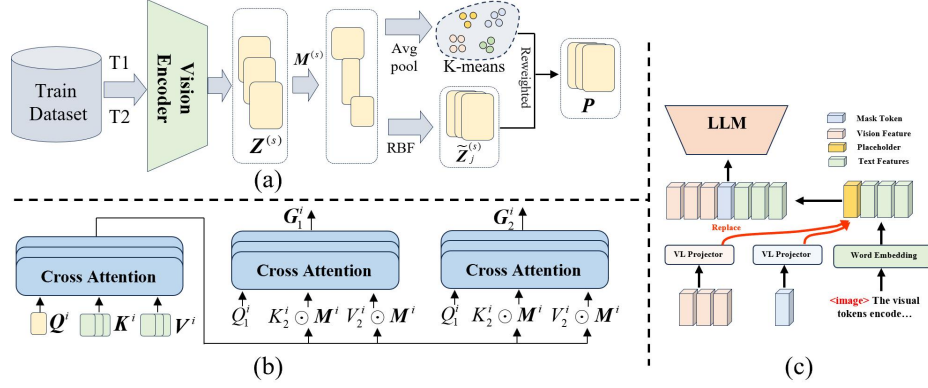 Train
Dataset
T1
T2
Vision
Encoder
Z^{(s)}
M^{(s)}
Avg
pool
RBF
K-means
\tilde{Z}_j^{(s)}
Reweighted
P
(a)
G_1^i
G_2^i
Cross Attention
Cross Attention
Cross Attention
Q^i
K^i
V^i
Q_1^i
K_2^i ⊙ M^i
V_2^i ⊙ M^i
Q_1^i
K_2^i ⊙ M^i
V_2^i ⊙ M^i
(b)
LLM
Mask Token
Vision Feature
Placeholder
Text Features
Replace
VL Projector
VL Projector
Word Embedding
<image> The visual
tokens encode...
(c)